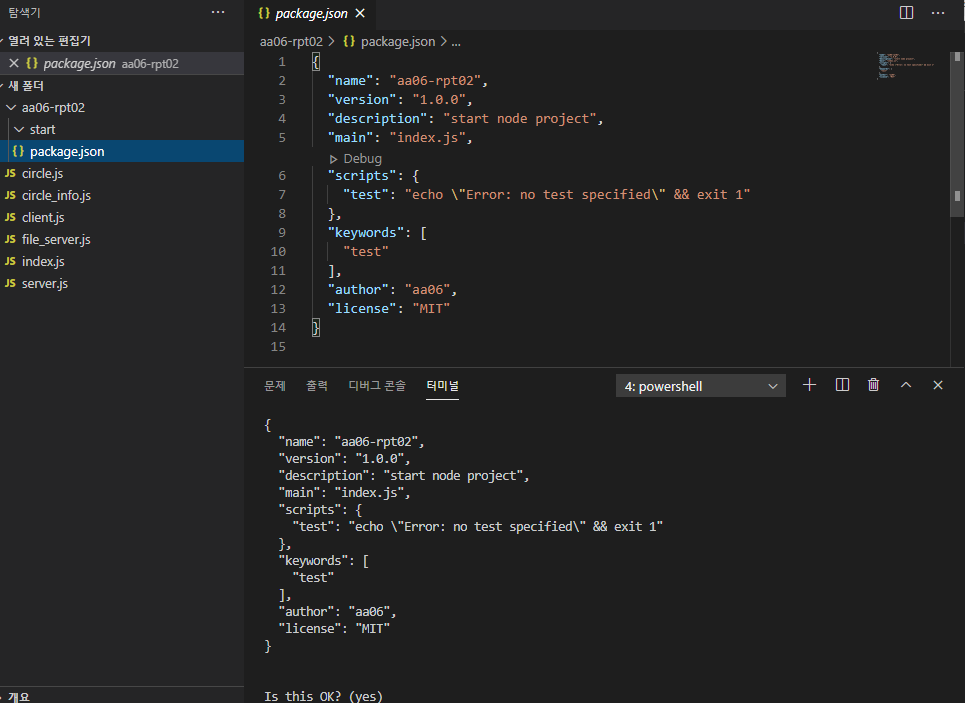 탐색기
···
열려 있는 편집기
package.json aa06-rpt02
새 폴더
aa06-rpt02
start
{} package.json
JS circle.js
JS circle_info.js
JS client.js
JS file_server.js
JS index.js
JS server.js
개요
{} package.json
···
aa06-rpt02 > {} package.json > ...
1 {
2 "name": "aa06-rpt02",
3 "version": "1.0.0",
4 "description": "start node project",
5 "main": "index.js",
Debug
6 "scripts": {
7 "test": "echo \"Error: no test specified\" && exit 1"
8 },
9 "keywords": [
10 "test"
11 ],
12 "author": "aa06",
13 "license": "MIT"
14 }
15
문제 출력 디버그 콘솔 터미널
4: powershell
{
"name": "aa06-rpt02",
"version": "1.0.0",
"description": "start node project",
"main": "index.js",
"scripts": {
"test": "echo \"Error: no test specified\" && exit 1"
},
"keywords": [
"test"
],
"author": "aa06",
"license": "MIT"
}
Is this OK? (yes)